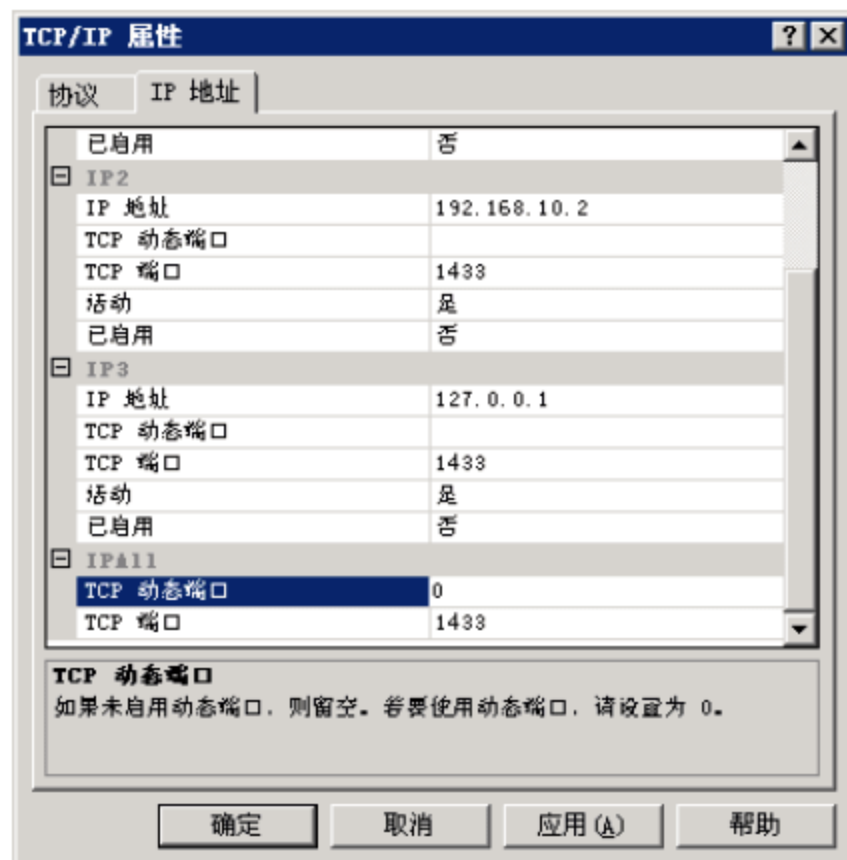 TCP/IP 属性
协议 IP 地址
已启用 否
IP2
IP 地址 192.168.10.2
TCP 动态端口
TCP 端口 1433
活动 是
已启用 否
IP3
IP 地址 127.0.0.1
TCP 动态端口
TCP 端口 1433
活动 是
已启用 否
IPAll
TCP 动态端口 0
TCP 端口 1433
TCP 动态端口
如果未启用动态端口，则留空。若要使用动态端口，请设置为 0。
确定 取消 应用(A) 帮助